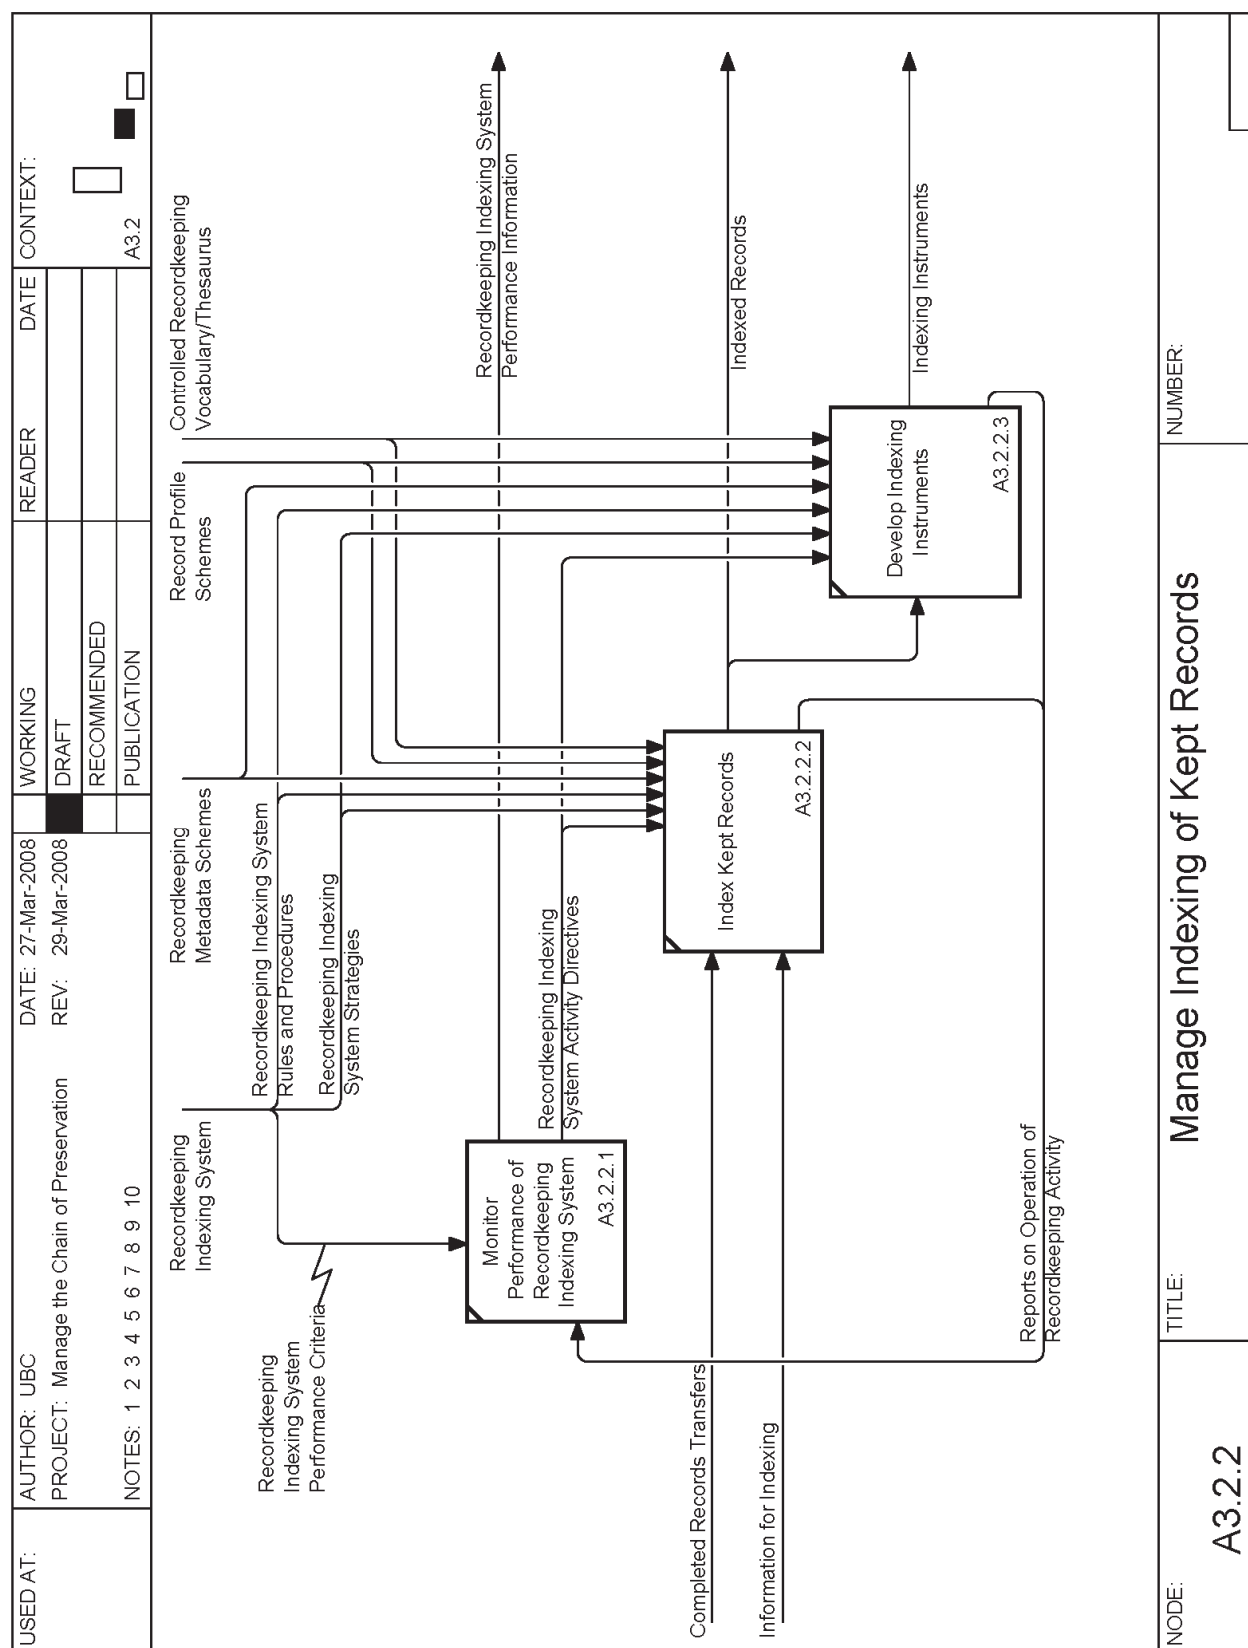 USED AT:
AUTHOR: UBC
PROJECT: Manage the Chain of Preservation
NOTES: 1 2 3 4 5 6 7 8 9 10
DATE: 27-Mar-2008
REV: 29-Mar-2008
WORKING
DRAFT
RECOMMENDED
PUBLICATION
READER
DATE
CONTEXT:
A3.2
Recordkeeping
Indexing System
Recordkeeping
Metadata Schemes
Record Profile
Schemes
Controlled Recordkeeping
Vocabulary/Thesaurus
Recordkeeping
Indexing System
Performance Criteria
Recordkeeping Indexing System
Rules and Procedures
Recordkeeping Indexing
System Strategies
Monitor
Performance of
Recordkeeping
Indexing System
A3.2.2.1
Recordkeeping Indexing System
Performance Information
Recordkeeping Indexing
System Activity Directives
Completed Records Transfers
Information for Indexing
Index Kept Records
A3.2.2.2
Indexed Records
Develop Indexing
Instruments
A3.2.2.3
Indexing Instruments
Reports on Operation of
Recordkeeping Activity
NODE:
A3.2.2
TITLE:
Manage Indexing of Kept Records
NUMBER: